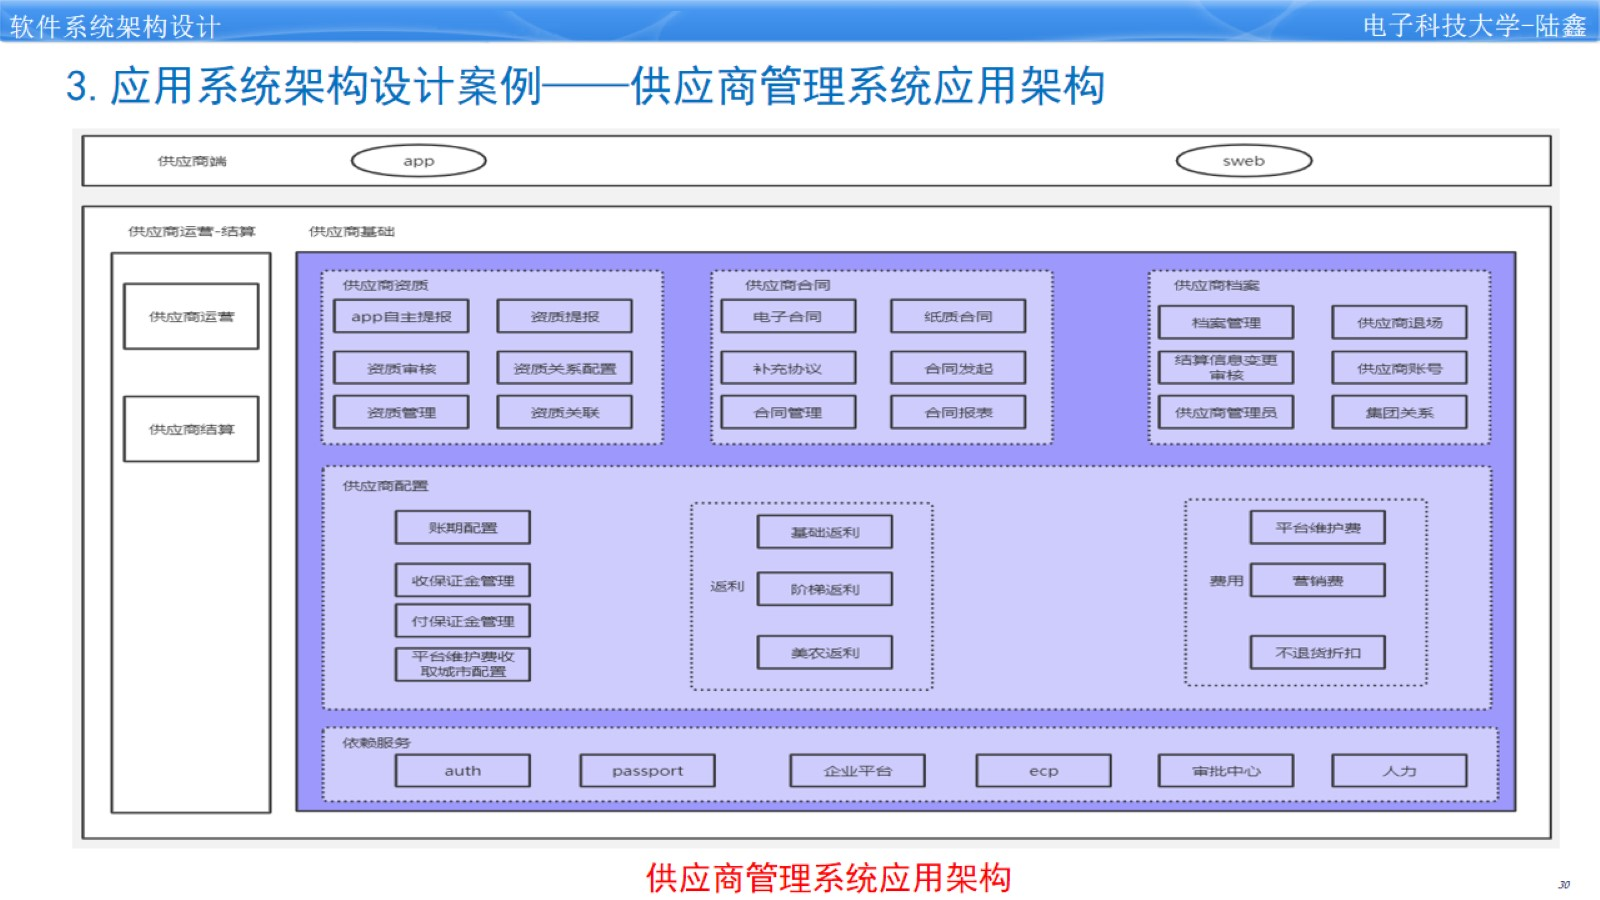 软件系统架构设计
电子科技大学-陆鑫
3. 应用系统架构设计案例——供应商管理系统应用架构
供应商端
app
sweb
供应商运营-结算
供应商运营
供应商结算
供应商基础
供应商资质
app自主提报
资质提报
资质审核
资质关系配置
资质管理
资质关联
供应商合同
电子合同
纸质合同
补充协议
合同发起
合同管理
合同报表
供应商档案
档案管理
供应商退场
结算信息变更
审核
供应商账号
供应商管理员
集团关系
供应商配置
账期配置
收保证金管理
付保证金管理
平台维护费收
取城市配置
返利
基础返利
阶梯返利
美农返利
费用
平台维护费
营销费
不退货折扣
依赖服务
auth
passport
企业平台
ecp
审批中心
人力
供应商管理系统应用架构
30